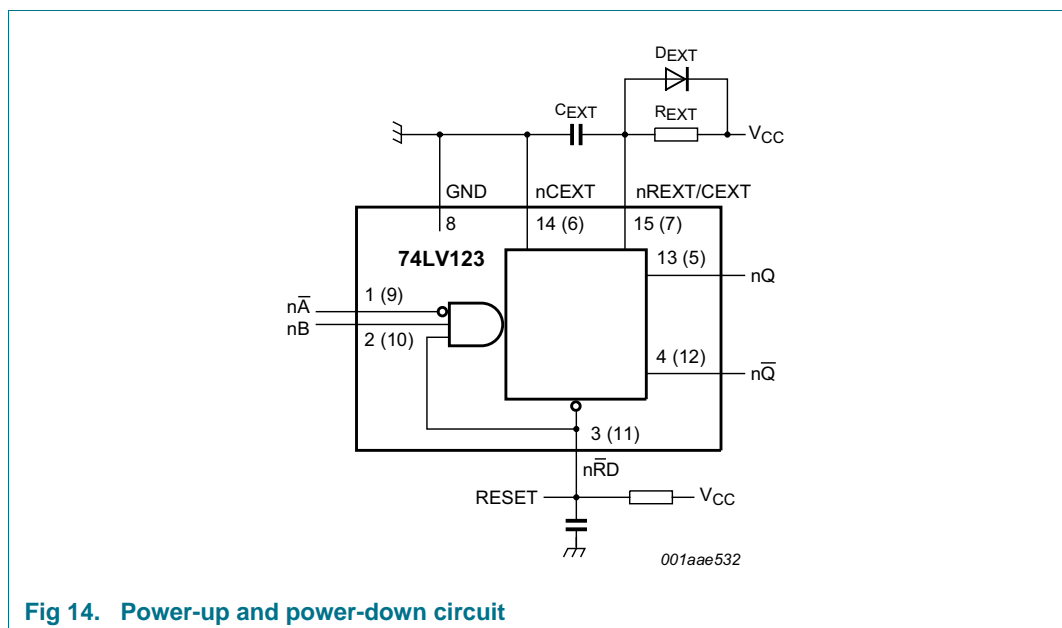 DEXT
CEXT
REXT
VCC
GND
nCEXT
nREXT/CEXT
8
14 (6)
15 (7)
74LV123
13 (5)
nQ
1 (9)
nA̅
nB
2 (10)
4 (12)
nQ̅
3 (11)
nR̅D
RESET
VCC
001aae532
Fig 14. Power-up and power-down circuit